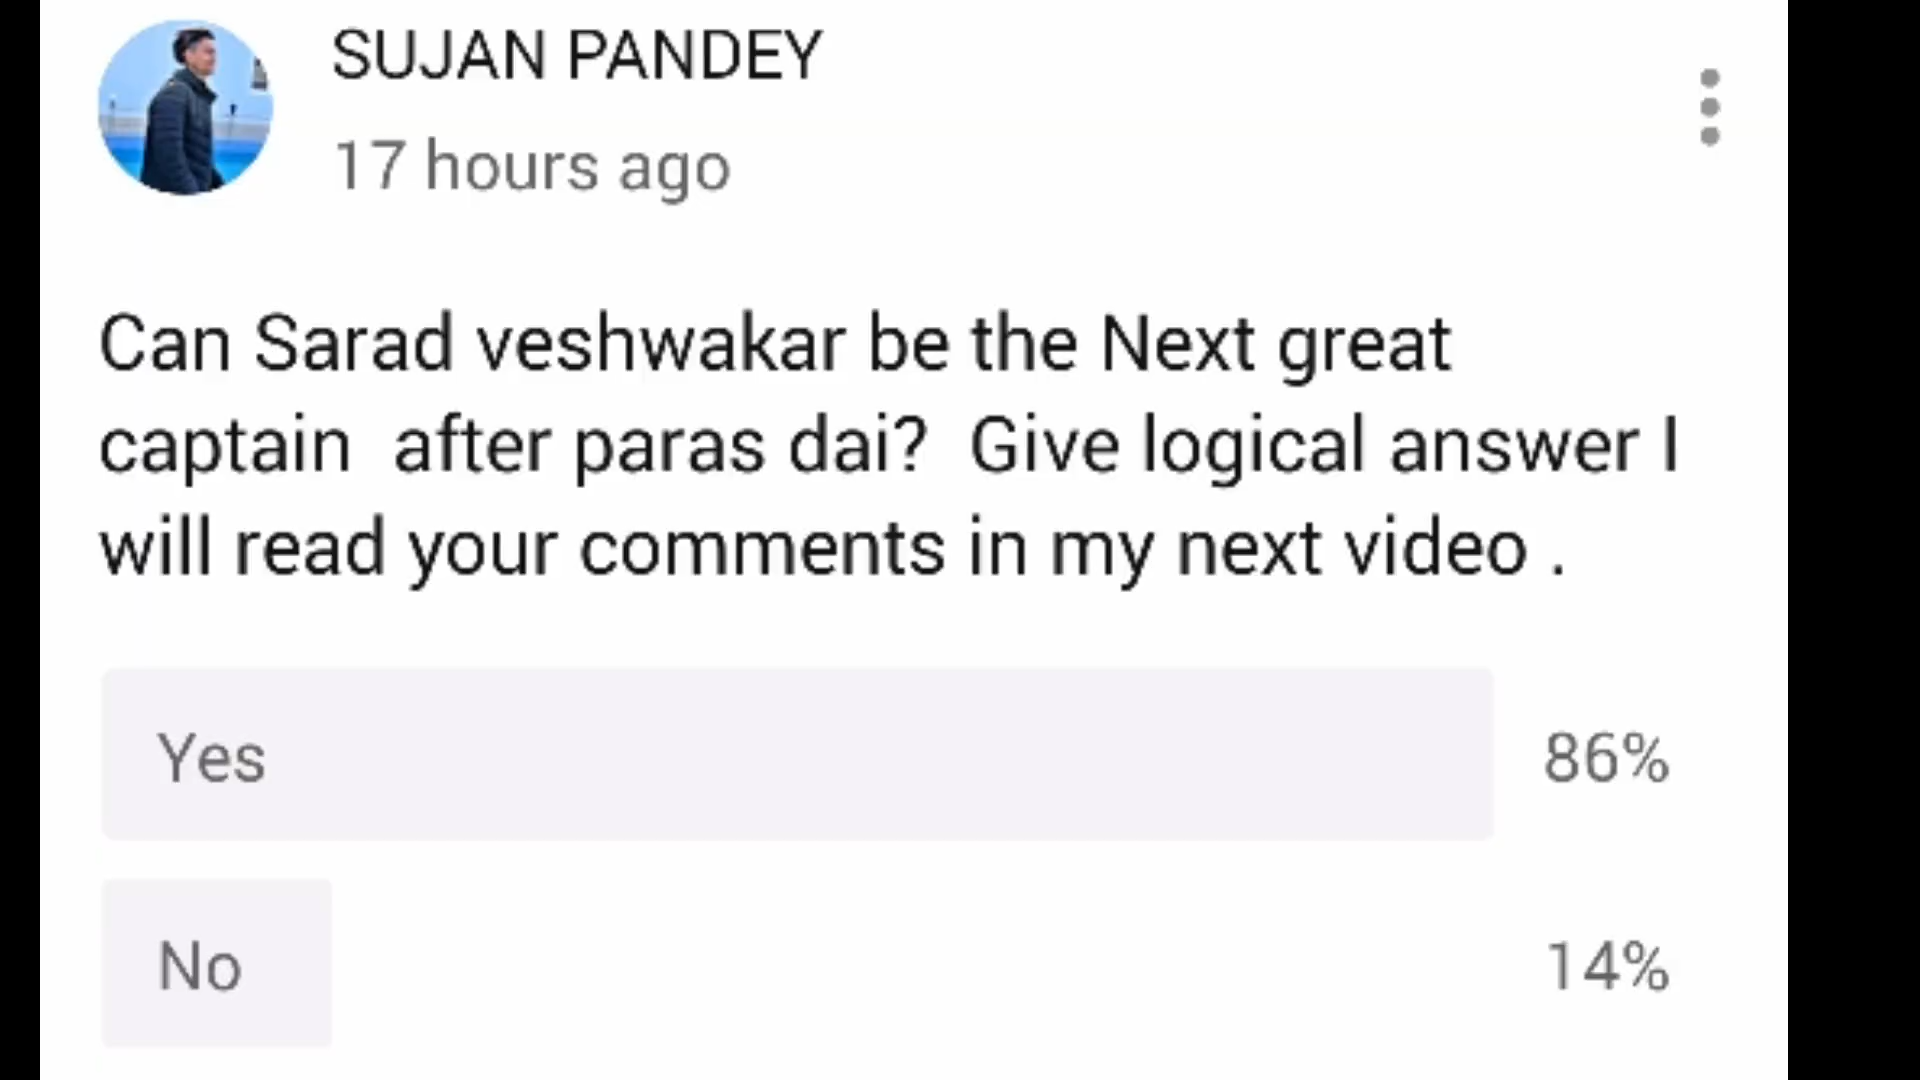 SUJAN PANDEY
17 hours ago
Can Sarad veshwakar be the Next great
captain  after paras dai?  Give logical answer I
will read your comments in my next video .
Yes
86%
No
14%